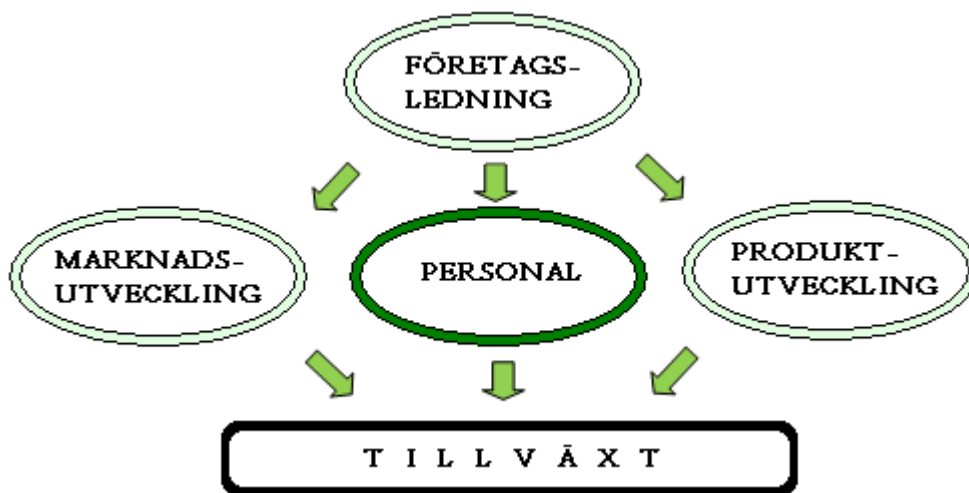 FÖRETAGS-
LEDNING
MARKNADS-
UTVECKLING
PERSONAL
PRODUKT-
UTVECKLING
T I L L V Ä X T